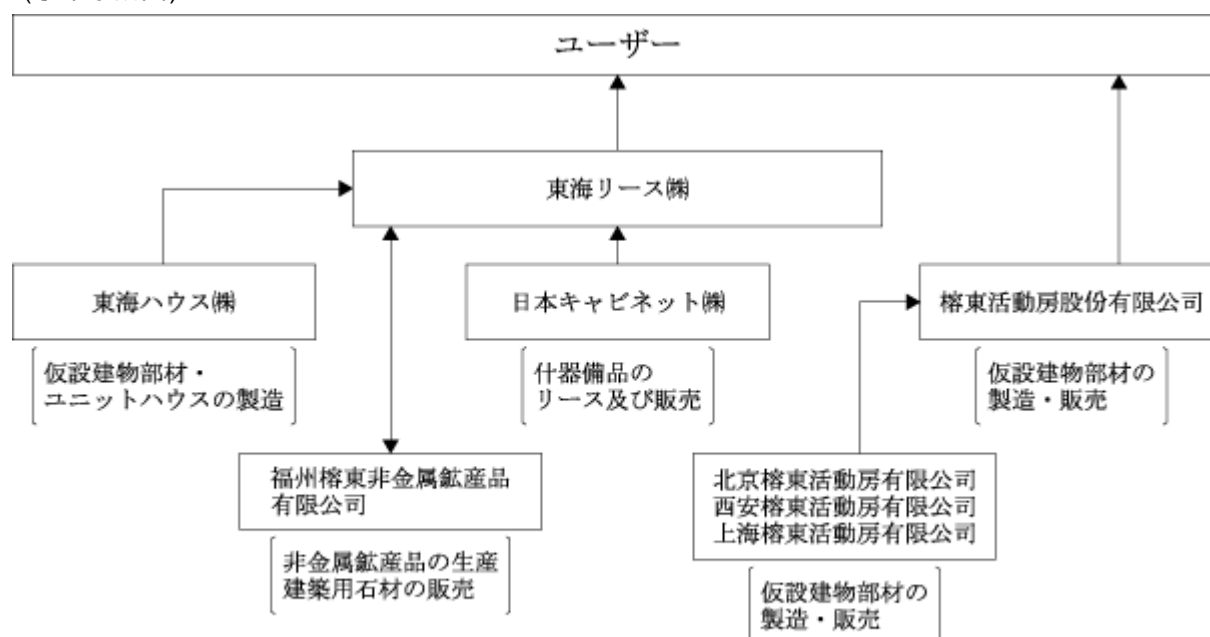 ユーザー
東海リース㈱
東海ハウス㈱
日本キャビネット㈱
榕東活動房股份有限公司
仮設建物部材・
ユニットハウスの製造
什器備品の
リース及び販売
仮設建物部材の
製造・販売
福州榕東非金属鉱産品
有限公司
非金属鉱産品の生産
建築用石材の販売
北京榕東活動房有限公司
西安榕東活動房有限公司
上海榕東活動房有限公司
仮設建物部材の
製造・販売